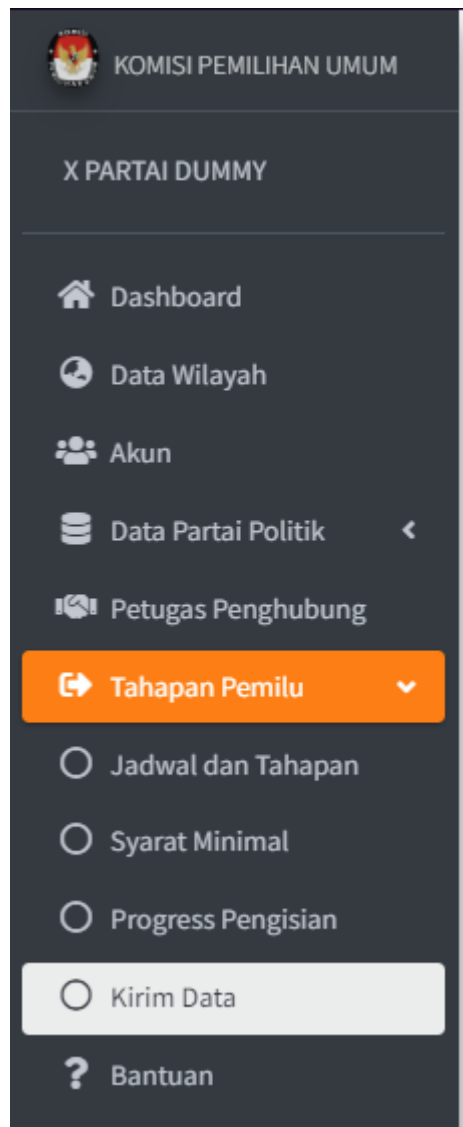 KOMISI PEMILIHAN UMUM
X PARTAI DUMMY
Dashboard
Data Wilayah
Akun
Data Partai Politik
Petugas Penghubung
Tahapan Pemilu
Jadwal dan Tahapan
Syarat Minimal
Progress Pengisian
Kirim Data
Bantuan